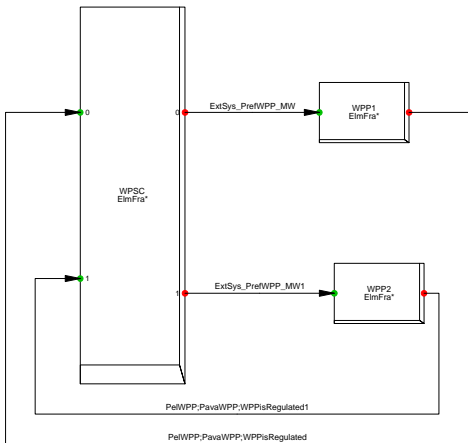 ExtSys_PrefWPP_MW
WPP1
ElmFra*
0
0
WPSC
ElmFra*
WPP2
ElmFra*
1
1
ExtSys_PrefWPP_MW1
PelWPP;PavaWPP;WPPisRegulated1
PelWPP;PavaWPP;WPPisRegulated